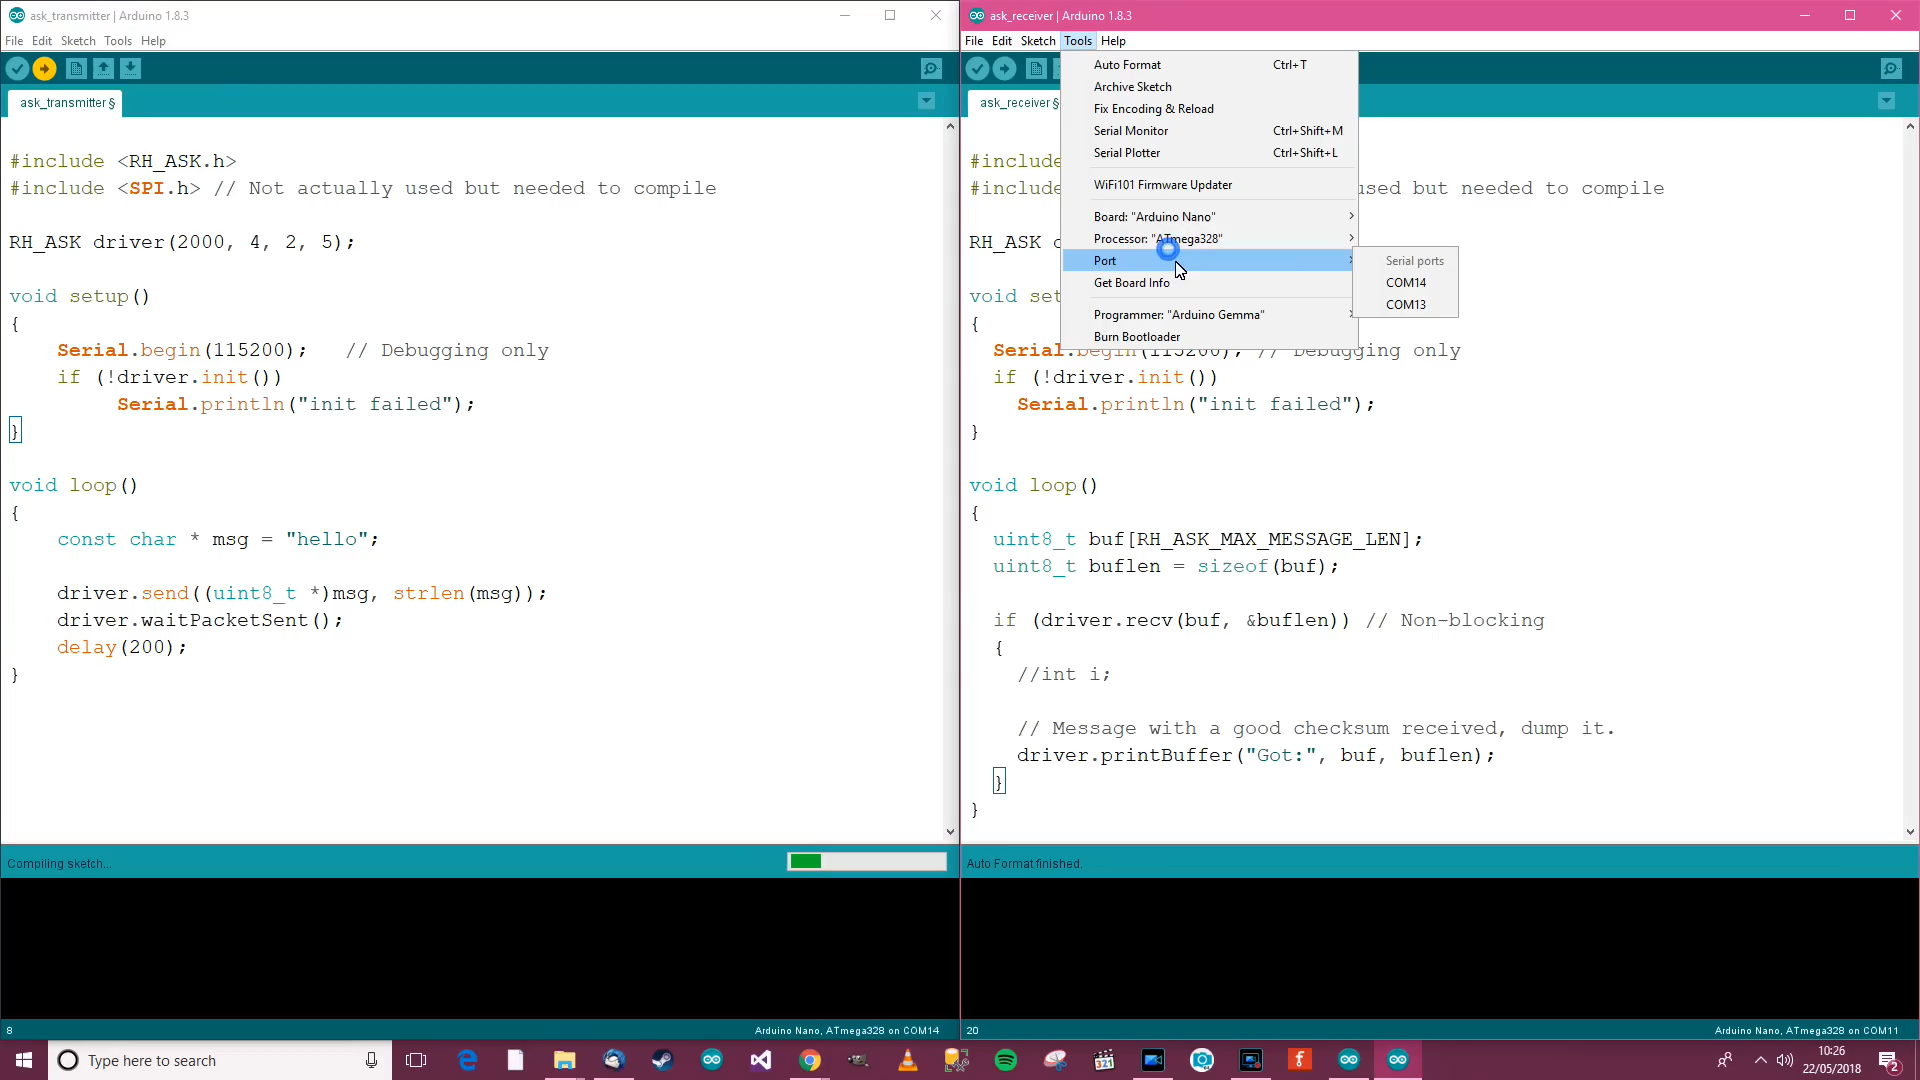 ask_transmitter | Arduino 1.8.3
File Edit Sketch Tools Help
ask_transmitter §
#include <RH_ASK.h>
#include <SPI.h> // Not actually used but needed to compile
RH_ASK driver(2000, 4, 2, 5);
void setup()
{
Serial.begin(115200);   // Debugging only
if (!driver.init())
Serial.println("init failed");
}
void loop()
{
const char * msg = "hello";
driver.send((uint8_t *)msg, strlen(msg));
driver.waitPacketSent();
delay(200);
}
Compiling sketch...
8
Arduino Nano, ATmega328 on COM14
ask_receiver | Arduino 1.8.3
File Edit Sketch Tools Help
ask_receiver §
Auto Format Ctrl+T
Archive Sketch
Fix Encoding & Reload
Serial Monitor Ctrl+Shift+M
Serial Plotter Ctrl+Shift+L
WiFi101 Firmware Updater
Board: "Arduino Nano"
Processor: "ATmega328"
Port
Get Board Info
Programmer: "Arduino Gemma"
Burn Bootloader
Serial ports
COM14
COM13
#include
#include used but needed to compile
RH_ASK
void set
{
Serial.begin(115200); // Debugging only
if (!driver.init())
Serial.println("init failed");
}
void loop()
{
uint8_t buf[RH_ASK_MAX_MESSAGE_LEN];
uint8_t buflen = sizeof(buf);
if (driver.recv(buf, &buflen)) // Non-blocking
{
//int i;
// Message with a good checksum received, dump it.
driver.printBuffer("Got:", buf, buflen);
}
}
Auto Format finished.
20
Arduino Nano, ATmega328 on COM11
Type here to search
10:26
22/05/2018
2